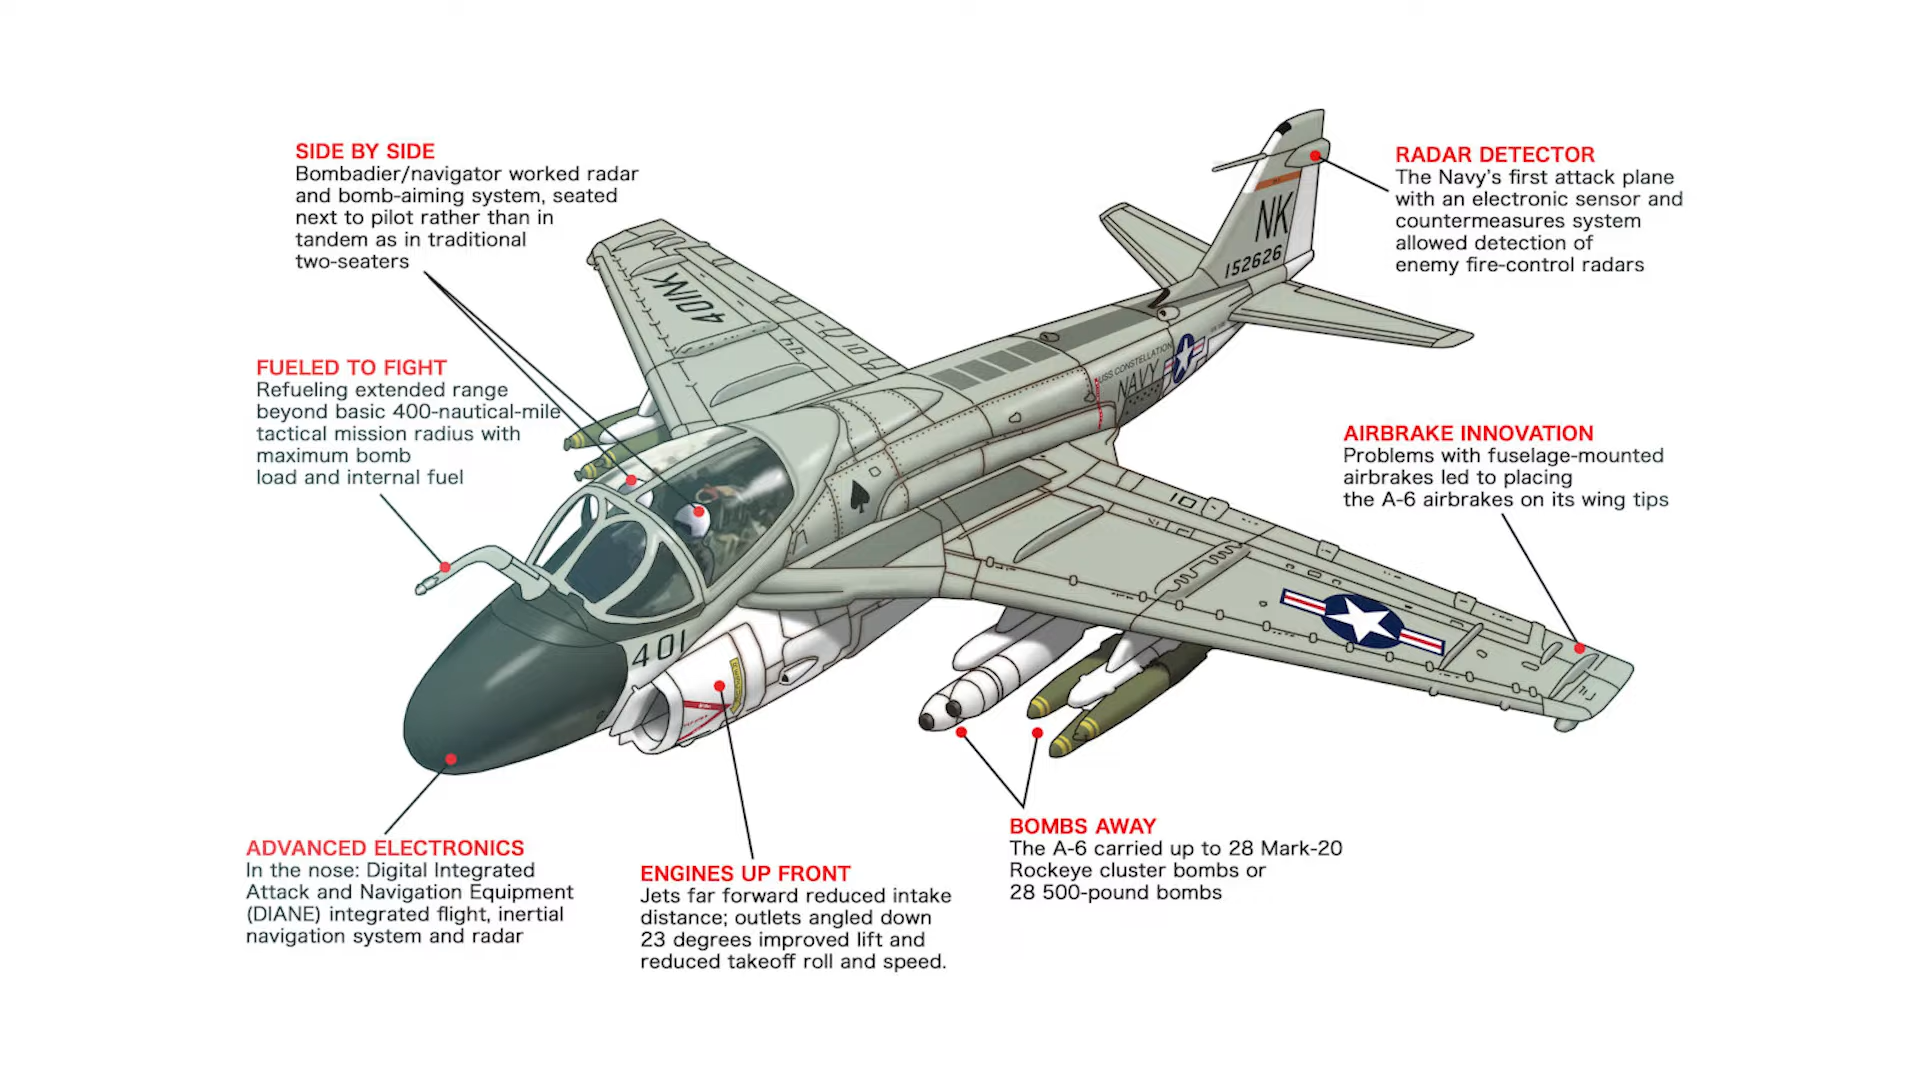 SIDE BY SIDE
Bombadier/navigator worked radar
and bomb-aiming system, seated
next to pilot rather than in
tandem as in traditional
two-seaters
RADAR DETECTOR
The Navy's first attack plane
with an electronic sensor and
countermeasures system
allowed detection of
enemy fire-control radars
FUELED TO FIGHT
Refueling extended range
beyond basic 400-nautical-mile
tactical mission radius with
maximum bomb
load and internal fuel
AIRBRAKE INNOVATION
Problems with fuselage-mounted
airbrakes led to placing
the A-6 airbrakes on its wing tips
NK
152626
401NK
USS CONSTELLATION
NAVY
401
ADVANCED ELECTRONICS
In the nose: Digital Integrated
Attack and Navigation Equipment
(DIANE) integrated flight, inertial
navigation system and radar
ENGINES UP FRONT
Jets far forward reduced intake
distance; outlets angled down
23 degrees improved lift and
reduced takeoff roll and speed.
BOMBS AWAY
The A-6 carried up to 28 Mark-20
Rockeye cluster bombs or
28 500-pound bombs